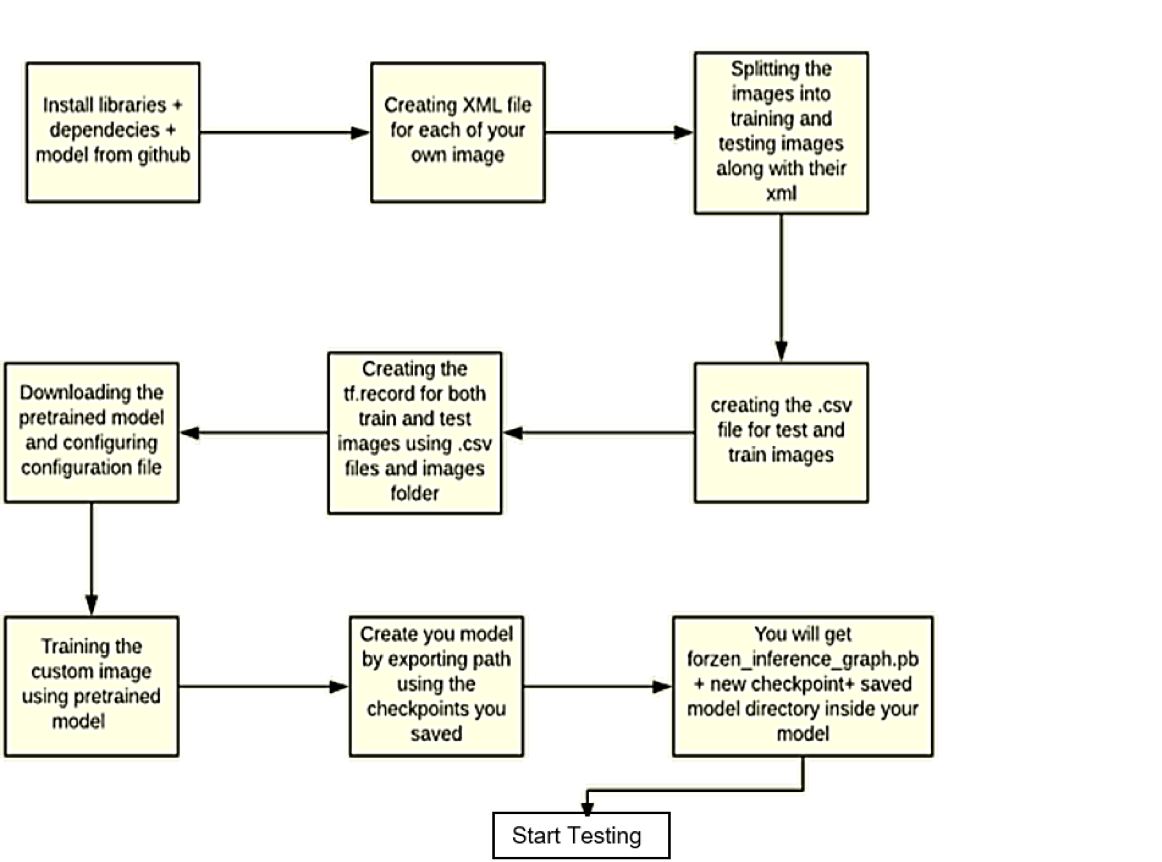 Install libraries +
dependecies +
model from github
Creating XML file
for each of your
own image
Splitting the
images into
training and
testing images
along with their
xml
creating the .csv
file for test and
train images
Creating the
tf.record for both
train and test
images using .csv
files and images
folder
Downloading the
pretrained model
and configuring
configuration file
Training the
custom image
using pretrained
model
Create you model
by exporting path
using the
checkpoints you
saved
You will get
forzen_inference_graph.pb
+ new checkpoint+ saved
model directory inside your
model
Start Testing